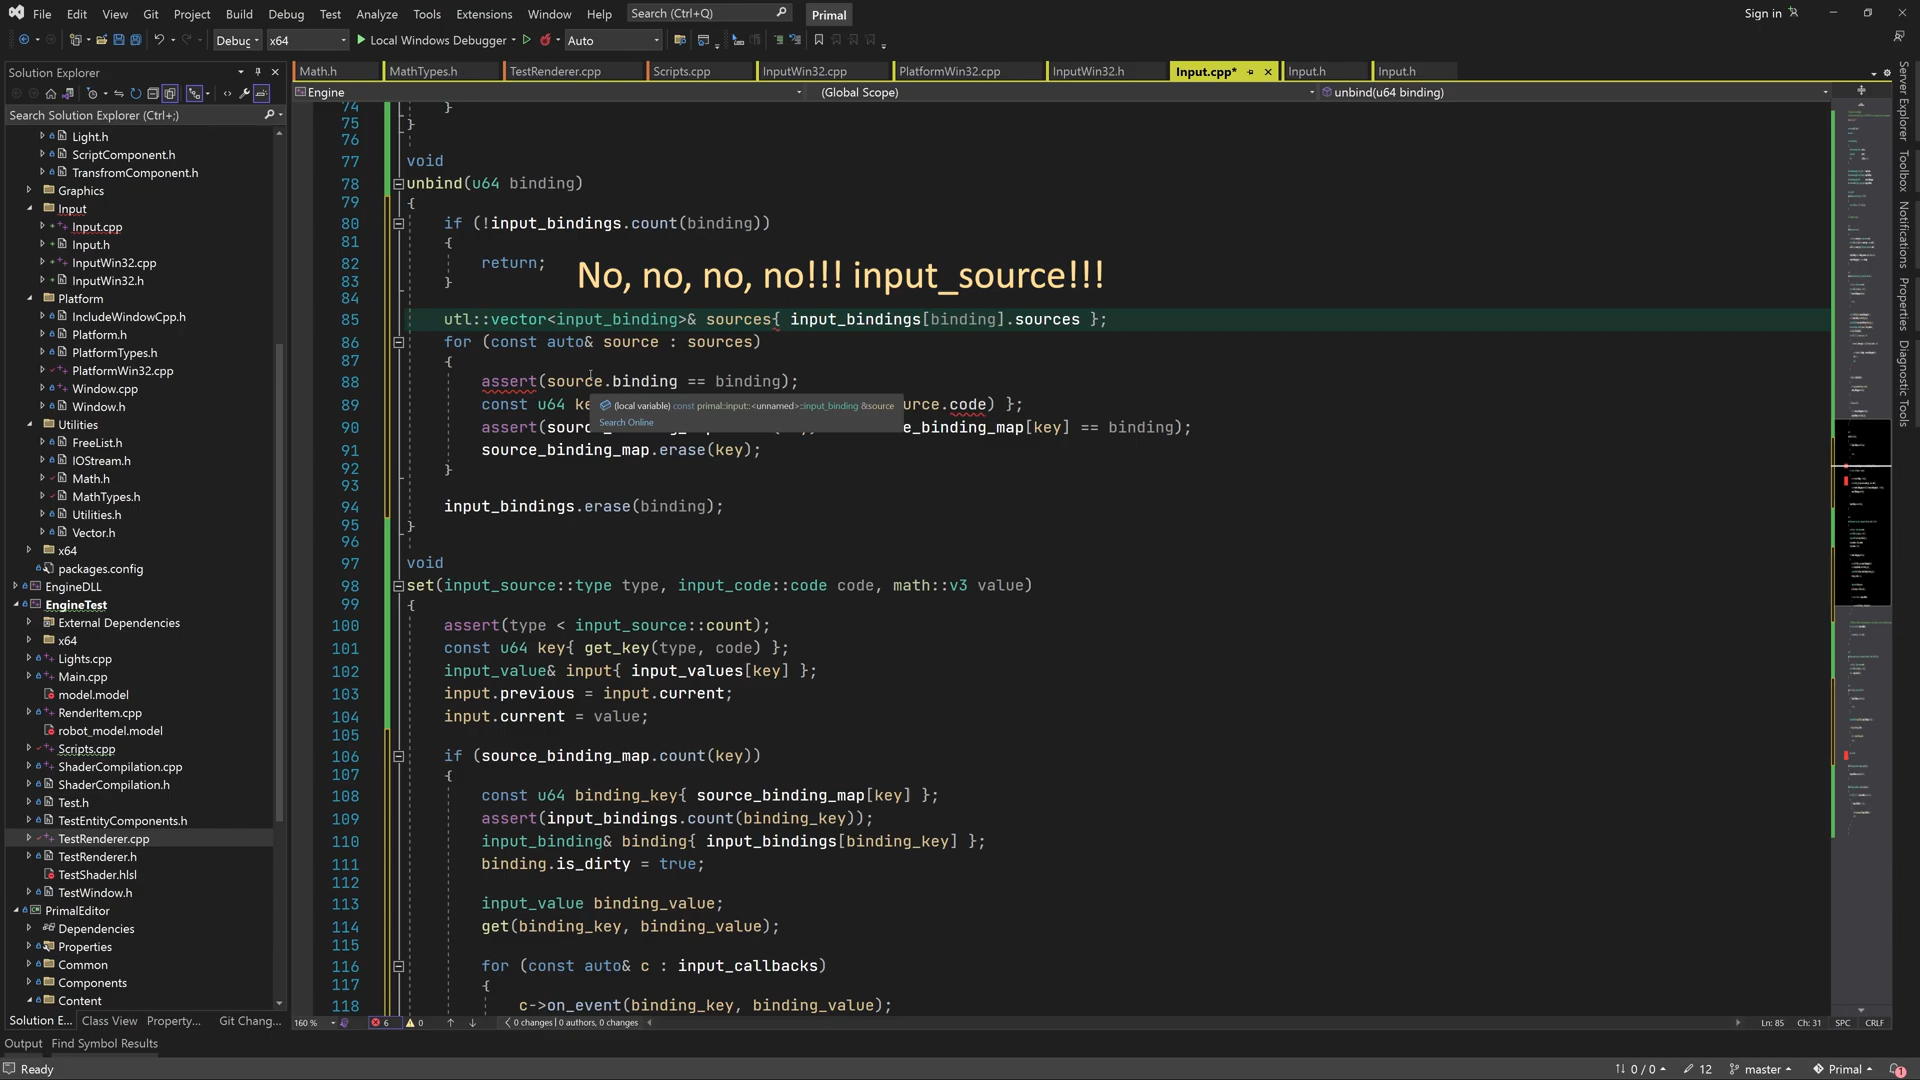 File Edit View Git Project Build Debug Test Analyze Tools Extensions Window Help Search (Ctrl+Q) Primal Sign in
Debug x64 Local Windows Debugger Auto
Solution Explorer
Math.h MathTypes.h TestRenderer.cpp Scripts.cpp InputWin32.cpp PlatformWin32.cpp InputWin32.h Input.cpp* Input.h Input.h
Engine (Global Scope) unbind(u64 binding)
Search Solution Explorer (Ctrl+;)
Light.h
ScriptComponent.h
TransfromComponent.h
Graphics
Input
Input.cpp
Input.h
InputWin32.cpp
InputWin32.h
Platform
IncludeWindowCpp.h
Platform.h
PlatformTypes.h
PlatformWin32.cpp
Window.cpp
Window.h
Utilities
FreeList.h
IOStream.h
Math.h
MathTypes.h
Utilities.h
Vector.h
x64
packages.config
EngineDLL
EngineTest
External Dependencies
x64
Lights.cpp
Main.cpp
model.model
RenderItem.cpp
robot_model.model
Scripts.cpp
ShaderCompilation.cpp
ShaderCompilation.h
Test.h
TestEntityComponents.h
TestRenderer.cpp
TestRenderer.h
TestShader.hlsl
TestWindow.h
PrimalEditor
Dependencies
Properties
Common
Components
Content
74 }
75 }
76
77 void
78 unbind(u64 binding)
79 {
80 if (!input_bindings.count(binding))
81 {
82 return;
83 }
No, no, no, no!!! input_source!!!
84
85 utl::vector<input_binding>& sources{ input_bindings[binding].sources };
86 for (const auto& source : sources)
87 {
88 assert(source.binding == binding);
89 const u64 ke urce.code) };
(local variable) const primal::input::<unnamed>::input_binding &source
Search Online
90 assert(sour e_binding_map[key] == binding);
91 source_binding_map.erase(key);
92 }
93
94 input_bindings.erase(binding);
95 }
96
97 void
98 set(input_source::type type, input_code::code code, math::v3 value)
99 {
100 assert(type < input_source::count);
101 const u64 key{ get_key(type, code) };
102 input_value& input{ input_values[key] };
103 input.previous = input.current;
104 input.current = value;
105
106 if (source_binding_map.count(key))
107 {
108 const u64 binding_key{ source_binding_map[key] };
109 assert(input_bindings.count(binding_key));
110 input_binding& binding{ input_bindings[binding_key] };
111 binding.is_dirty = true;
112
113 input_value binding_value;
114 get(binding_key, binding_value);
115
116 for (const auto& c : input_callbacks)
117 {
118 c->on_event(binding_key, binding_value);
Server Explorer
Toolbox
Notifications
Properties
Diagnostic Tools
Solution E... Class View Property... Git Chang...
160 % 6 0 0 changes | 0 authors, 0 changes Ln: 85 Ch: 31 SPC CRLF
Output Find Symbol Results
Ready 0 / 0 12 master Primal 1